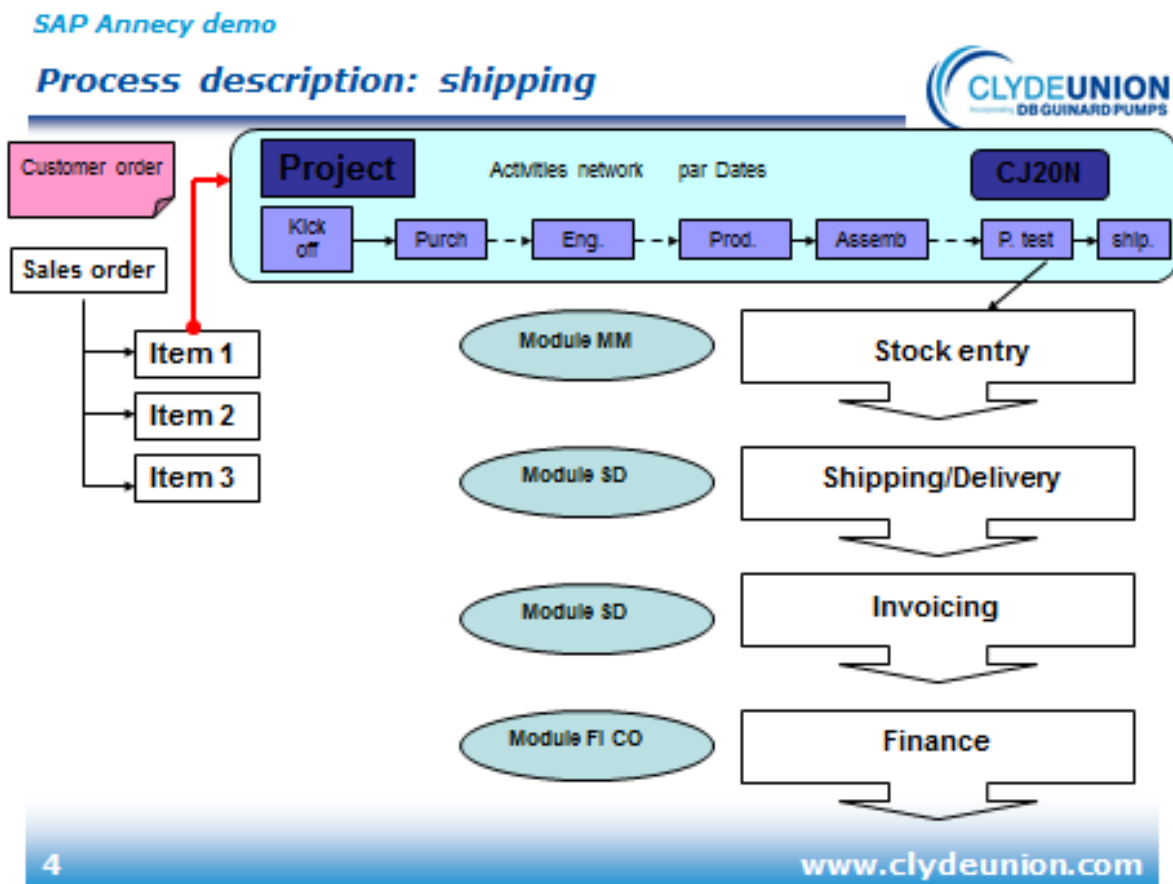 SAP Annecy demo
Process description: shipping
CLYDEUNION
DB GUINARD PUMPS
Customer order
Project
Activities network par Dates
CJ20N
Kick
off
Purch
Eng.
Prod.
Assemb
P. test
ship.
Sales order
Item 1
Item 2
Item 3
Module MM
Stock entry
Module SD
Shipping/Delivery
Module SD
Invoicing
Module FI CO
Finance
4
www.clydeunion.com